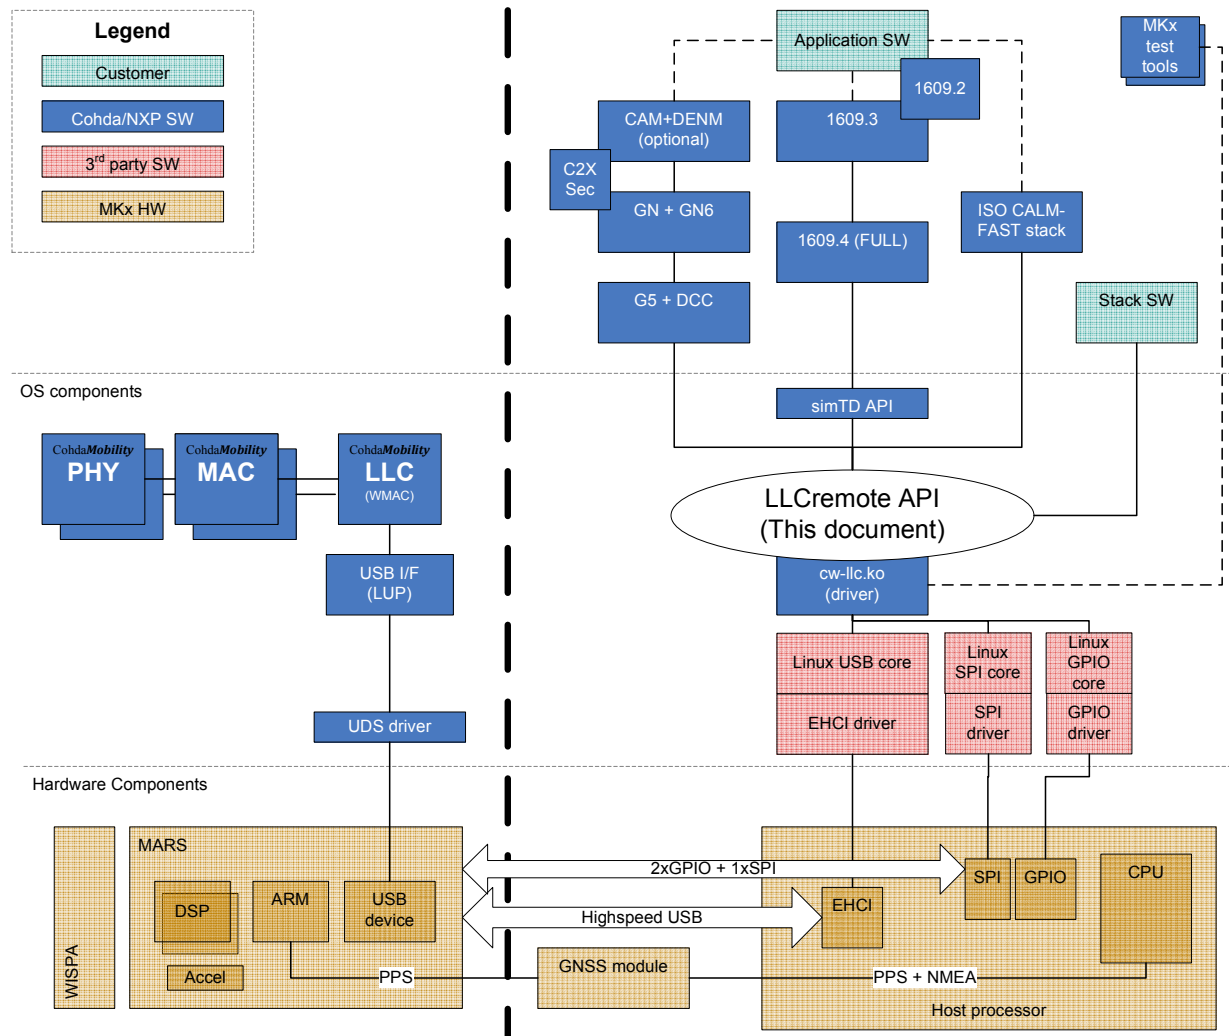 Legend
Customer
Cohda/NXP SW
3rd party SW
MKx HW
Application SW
MKx
test
tools
1609.2
CAM+DENM
(optional)
1609.3
C2X
Sec
GN + GN6
1609.4 (FULL)
ISO CALM-
FAST stack
G5 + DCC
Stack SW
OS components
simTD API
CohdaMobility
PHY
CohdaMobility
MAC
CohdaMobility
LLC
(WMAC)
LLCremote API
(This document)
USB I/F
(LUP)
cw-llc.ko
(driver)
Linux USB core
Linux
SPI core
Linux
GPIO
core
UDS driver
EHCI driver
SPI
driver
GPIO
driver
Hardware Components
WISPA
MARS
DSP
ARM
USB
device
Accel
2xGPIO + 1xSPI
Highspeed USB
EHCI
SPI
GPIO
CPU
PPS
GNSS module
PPS + NMEA
Host processor